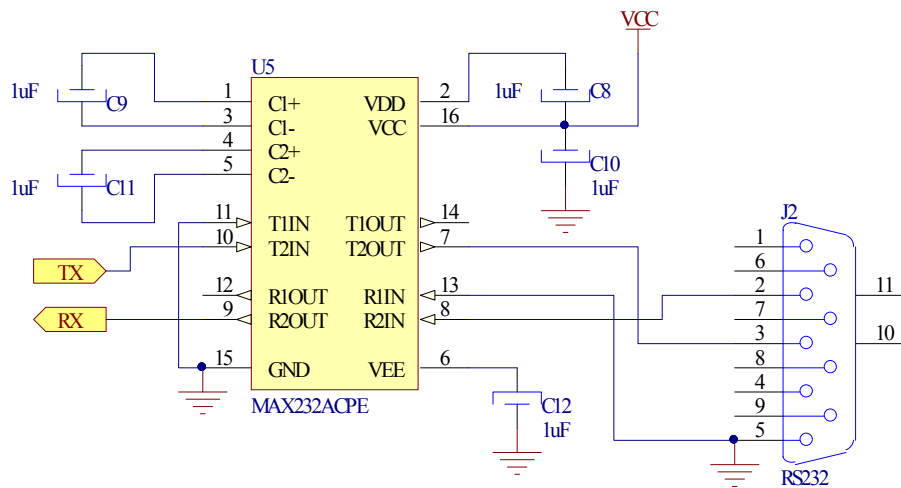 VCC
U5
1uF
C9
1
C1+
VDD
2
1uF
C8
3
C1-
VCC
16
4
C2+
C10
1uF
1uF
C11
5
C2-
11
T1IN
T1OUT
14
J2
TX
10
T2IN
T2OUT
7
1
6
12
R1OUT
R1IN
13
2
11
RX
9
R2OUT
R2IN
8
7
3
10
15
GND
VEE
6
8
4
MAX232ACPE
C12
1uF
9
5
RS232